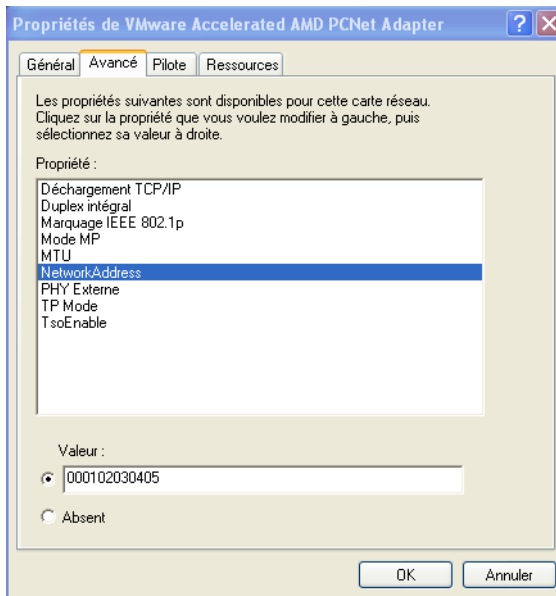 Propriétés de VMware Accelerated AMD PCNet Adapter
Général Avancé Pilote Ressources
Les propriétés suivantes sont disponibles pour cette carte réseau.
Cliquez sur la propriété que vous voulez modifier à gauche, puis
sélectionnez sa valeur à droite.
Propriété :
Déchargement TCP/IP
Duplex intégral
Marquage IEEE 802.1p
Mode MP
MTU
NetworkAddress
PHY Externe
TP Mode
TsoEnable
Valeur :
000102030405
Absent
OK Annuler